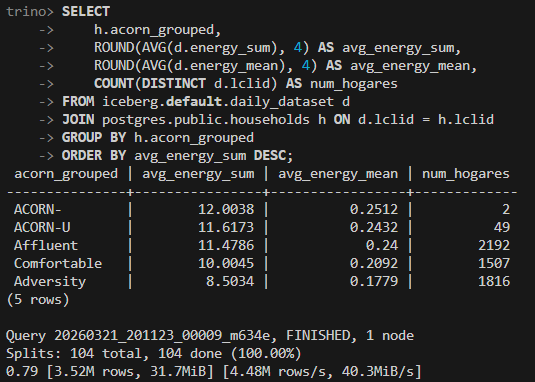 trino> SELECT
    ->     h.acorn_grouped,
    ->     ROUND(AVG(d.energy_sum), 4) AS avg_energy_sum,
    ->     ROUND(AVG(d.energy_mean), 4) AS avg_energy_mean,
    ->     COUNT(DISTINCT d.lclid) AS num_hogares
    -> FROM iceberg.default.daily_dataset d
    -> JOIN postgres.public.households h ON d.lclid = h.lclid
    -> GROUP BY h.acorn_grouped
    -> ORDER BY avg_energy_sum DESC;
 acorn_grouped | avg_energy_sum | avg_energy_mean | num_hogares
---------------+----------------+-----------------+-------------
 ACORN-        |        12.0038 |          0.2512 |           2
 ACORN-U       |        11.6173 |          0.2432 |          49
 Affluent      |        11.4786 |            0.24 |        2192
 Comfortable   |        10.0045 |          0.2092 |        1507
 Adversity     |         8.5034 |          0.1779 |        1816
(5 rows)

Query 20260321_201123_00009_m634e, FINISHED, 1 node
Splits: 104 total, 104 done (100.00%)
0.79 [3.52M rows, 31.7MiB] [4.48M rows/s, 40.3MiB/s]